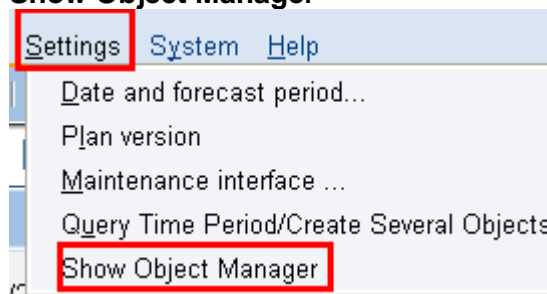 Show Object Manager
Settings System Help
Date and forecast period...
Plan version
Maintenance interface ...
Query Time Period/Create Several Objects
Show Object Manager